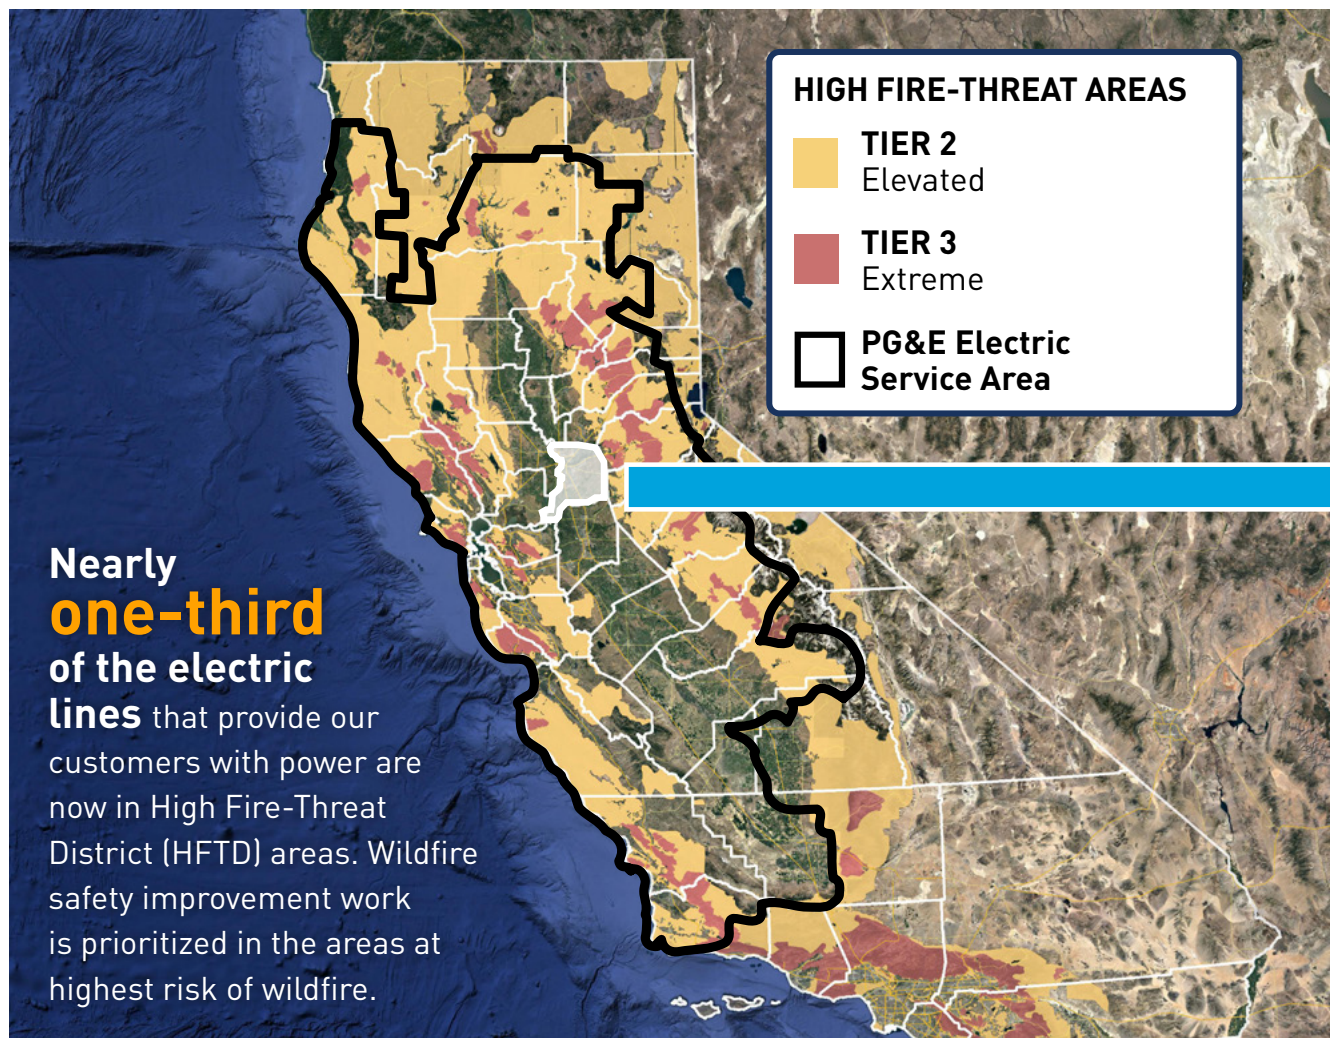 HIGH FIRE-THREAT AREAS
TIER 2
Elevated
TIER 3
Extreme
PG&E Electric
Service Area
Nearly
one-third
of the electric
lines that provide our
customers with power are
now in High Fire-Threat
District (HFTD) areas. Wildfire
safety improvement work
is prioritized in the areas at
highest risk of wildfire.